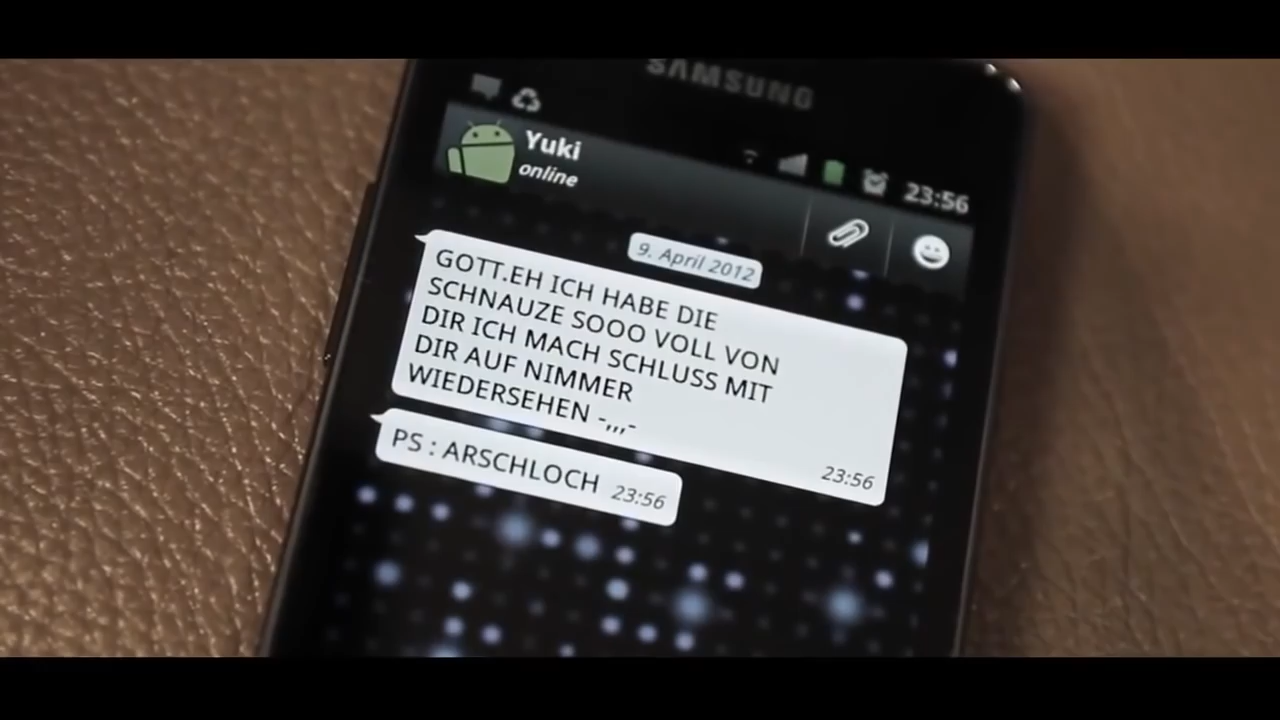 SAMSUNG
23:56
Yuki
online
9. April 2012
GOTT.EH ICH HABE DIE
SCHNAUZE SOOO VOLL VON
DIR ICH MACH SCHLUSS MIT
DIR AUF NIMMER
WIEDERSEHEN -,,,-
23:56
PS : ARSCHLOCH 23:56